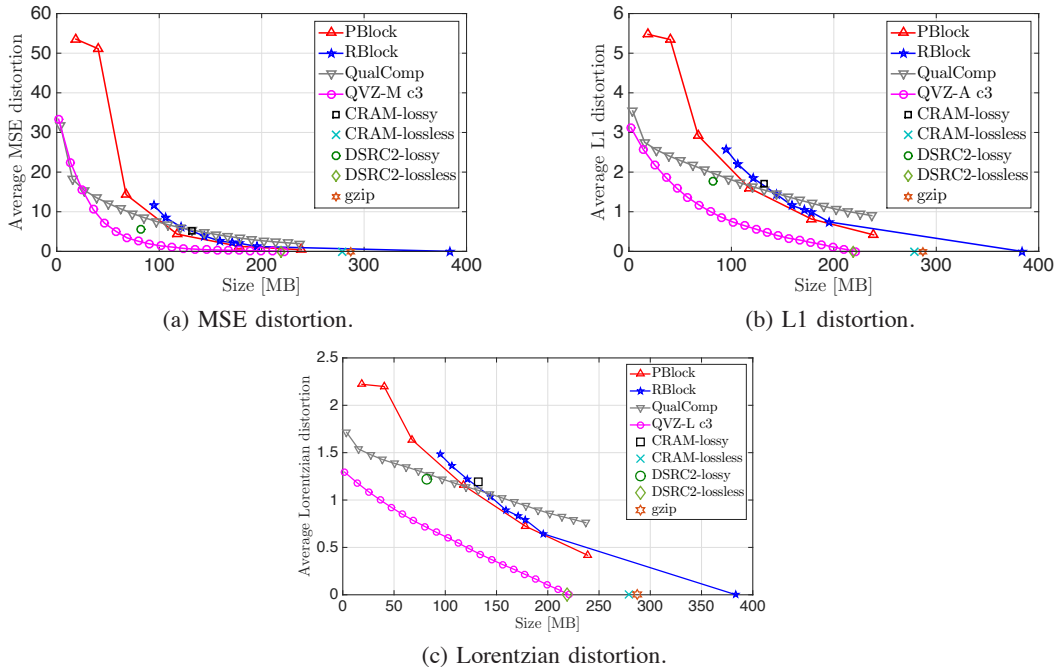 60
50
40
30
20
10
0
0
100
200
300
400
Average MSE distortion
Size [MB]
PBlock
RBlock
QualComp
QVZ-M c3
CRAM-lossy
CRAM-lossless
DSRC2-lossy
DSRC2-lossless
gzip
(a) MSE distortion.
6
5
4
3
2
1
0
0
100
200
300
400
Average L1 distortion
Size [MB]
PBlock
RBlock
QualComp
QVZ-A c3
CRAM-lossy
CRAM-lossless
DSRC2-lossy
DSRC2-lossless
gzip
(b) L1 distortion.
2.5
2
1.5
1
0.5
0
0
50
100
150
200
250
300
350
400
Average Lorentzian distortion
Size [MB]
PBlock
RBlock
QualComp
QVZ-L c3
CRAM-lossy
CRAM-lossless
DSRC2-lossy
DSRC2-lossless
gzip
(c) Lorentzian distortion.